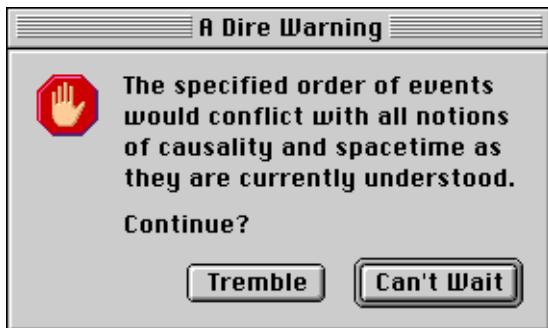 A Dire Warning
The specified order of events
would conflict with all notions
of causality and spacetime as
they are currently understood.
Continue?
Tremble
Can't Wait